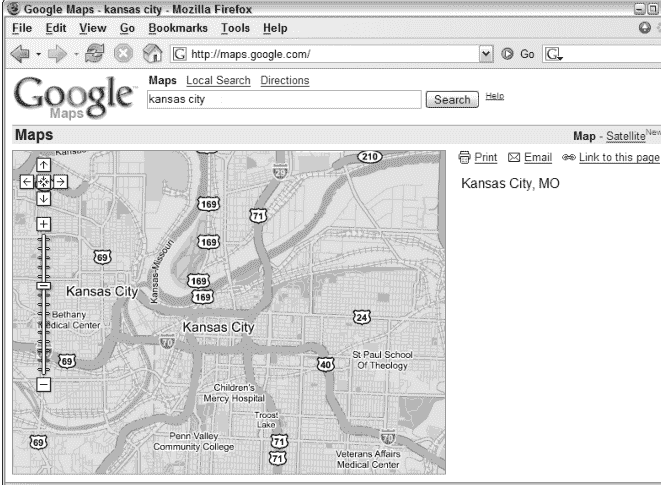 Google Maps - kansas city - Mozilla Firefox
File Edit View Go Bookmarks Tools Help
G http://maps.google.com/ Go G
Google Maps
Maps Local Search Directions
kansas city Search Help
Maps Map - Satellite New
Print Email Link to this page
Kansas City, MO
Kansas
210
29
169
71
169
69
Kansas-Missouri
169
Kansas City
169
Bethany
Medical Center
Kansas City
24
70
69
St Paul School
Of Theology
40
Children's
Mercy Hospital
Troost
Lake
Penn Valley
Community College
69
71
70
71
Veterans Affairs
Medical Center